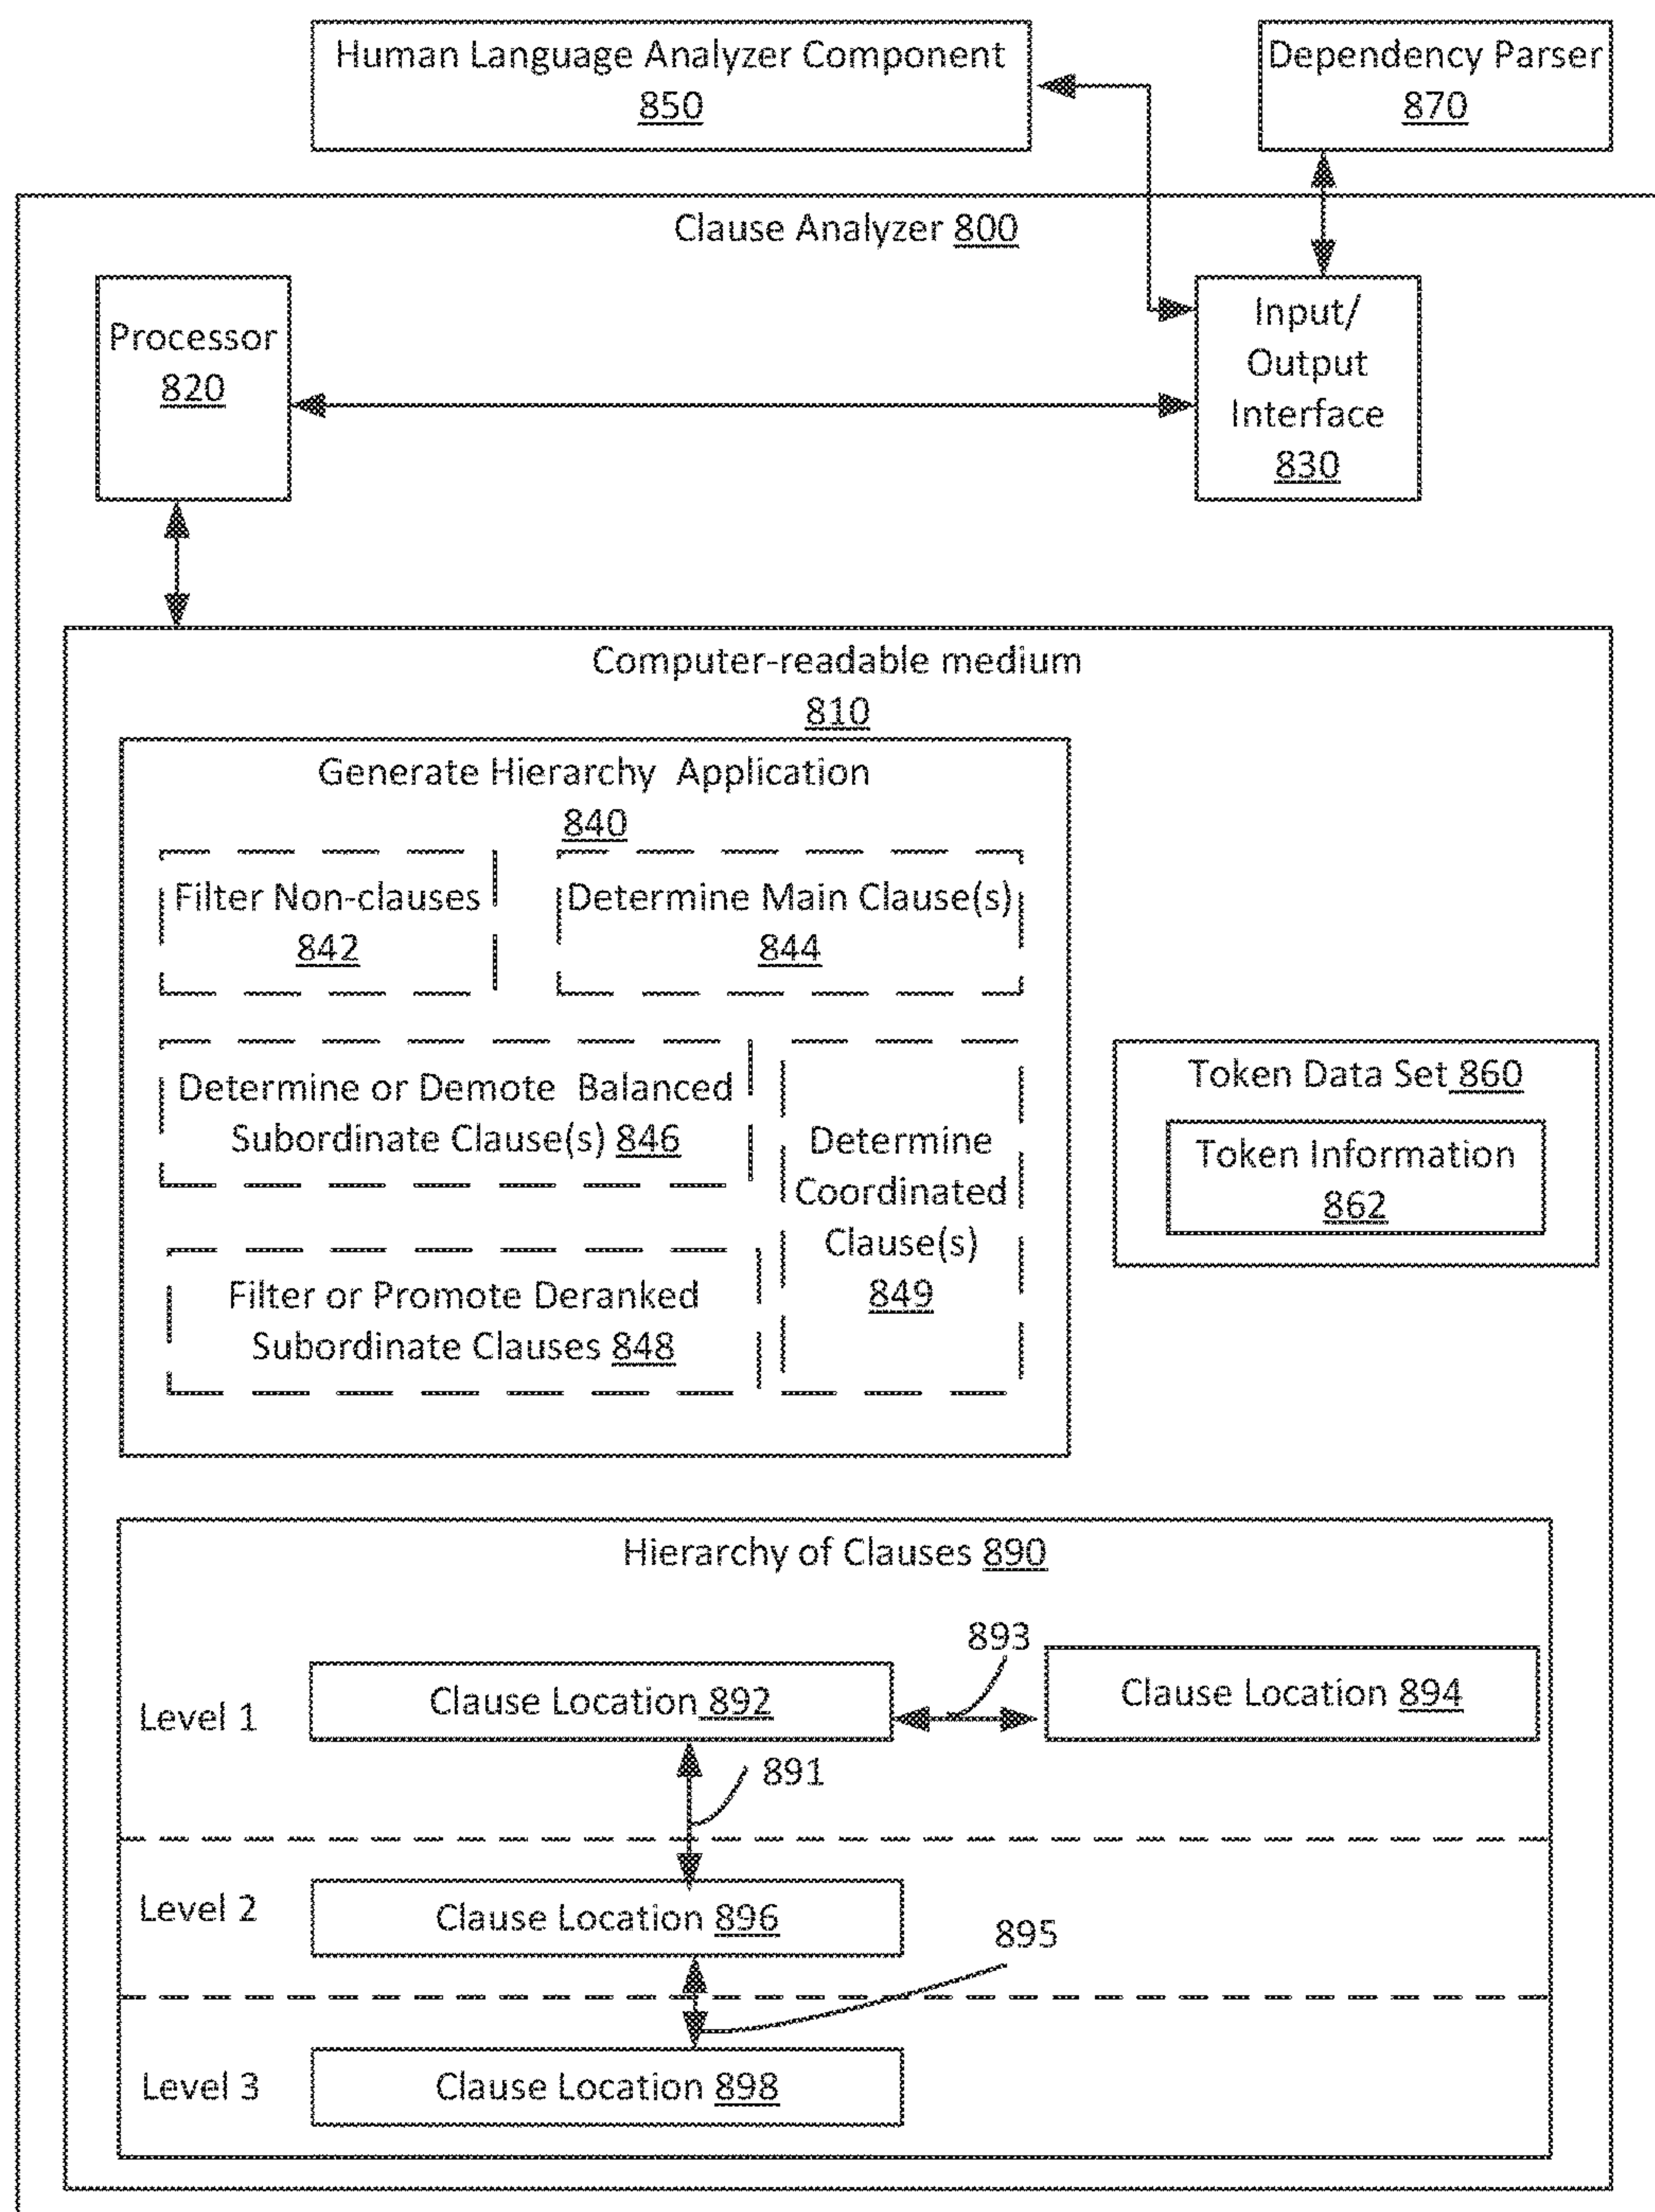 Human Language Analyzer Component
850
Dependency Parser
870
Clause Analyzer 800
Processor
820
Input/
Output
Interface
830
Computer-readable medium
810
Generate Hierarchy Application
840
Filter Non-clauses
842
Determine Main Clause(s)
844
Determine or Demote Balanced
Subordinate Clause(s) 846
Determine
Coordinated
Clause(s)
849
Filter or Promote Deranked
Subordinate Clauses 848
Token Data Set 860
Token Information
862
Hierarchy of Clauses 890
893
Level 1
Clause Location 892
Clause Location 894
891
Level 2
Clause Location 896
895
Level 3
Clause Location 898